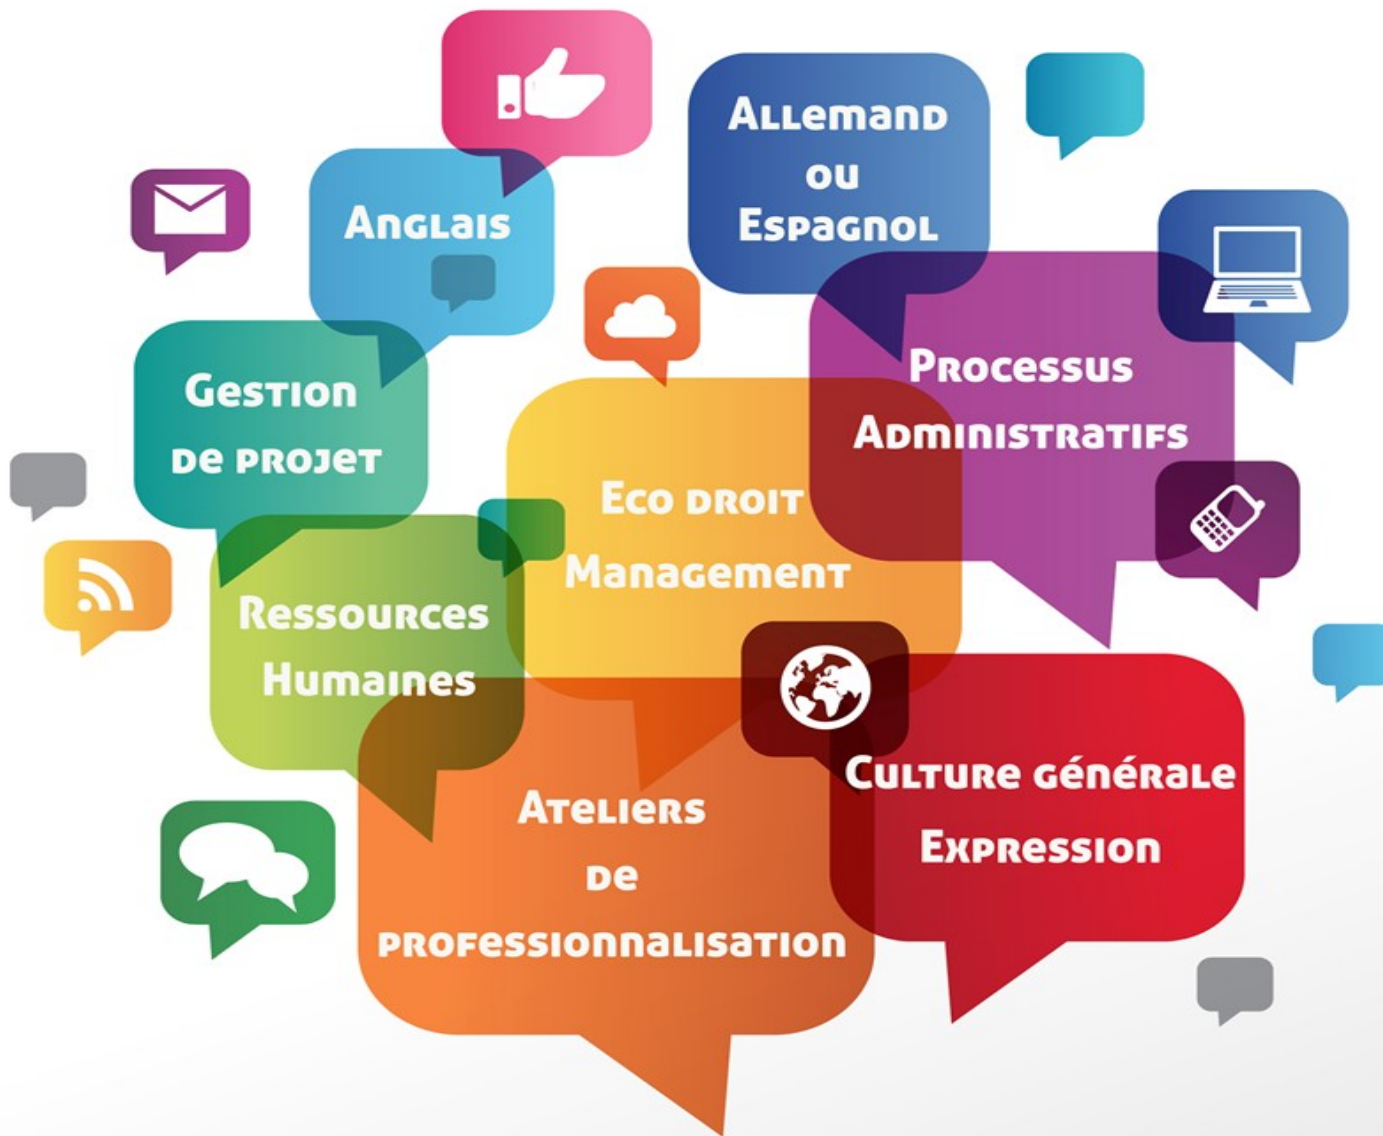 Allemand
ou
Espagnol
Anglais
Processus
Administratifs
Gestion
de projet
Eco droit
Management
Ressources
Humaines
Culture générale
Expression
Ateliers
de
professionnalisation